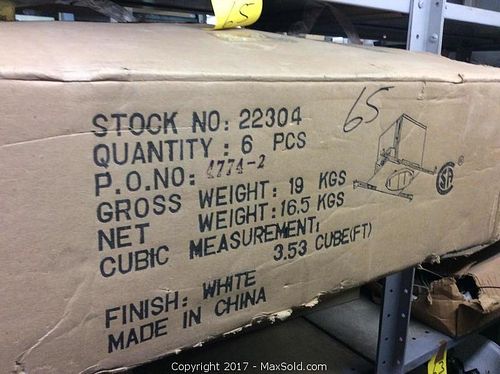 5
65
STOCK NO: 22304
QUANTITY: 6 PCS
P.O.NO: 4774-2
GROSS WEIGHT: 19 KGS
NET WEIGHT: 16.5 KGS
CUBIC MEASUREMENT:
3.53 CUBE(FT)
FINISH: WHITE
MADE IN CHINA
Copyright 2017 - MaxSold.com